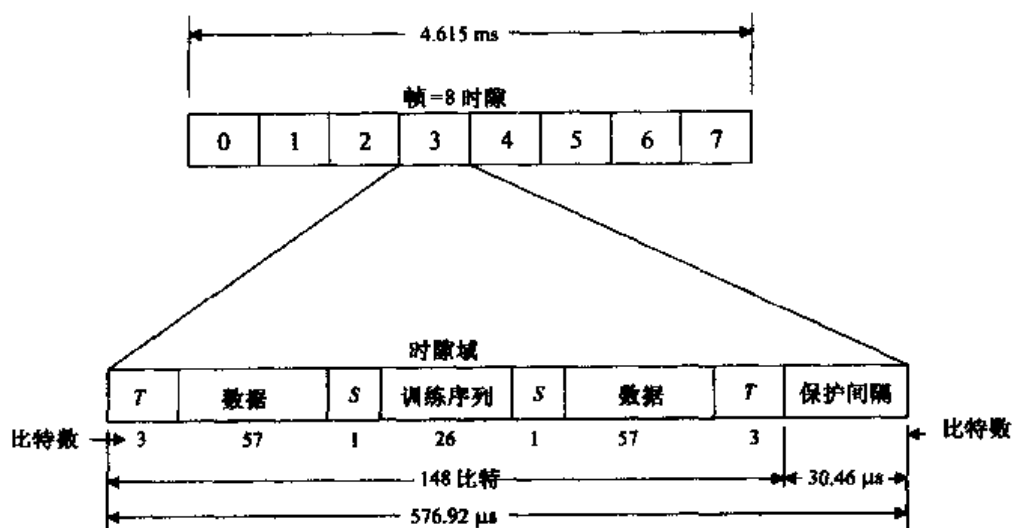 4.615 ms
帧=8 时隙
0 1 2 3 4 5 6 7
时隙域
T 数据 S 训练序列 S 数据 T 保护间隔
比特数 3 57 1 26 1 57 3 比特数
148 比特 30.46 μs
576.92 μs